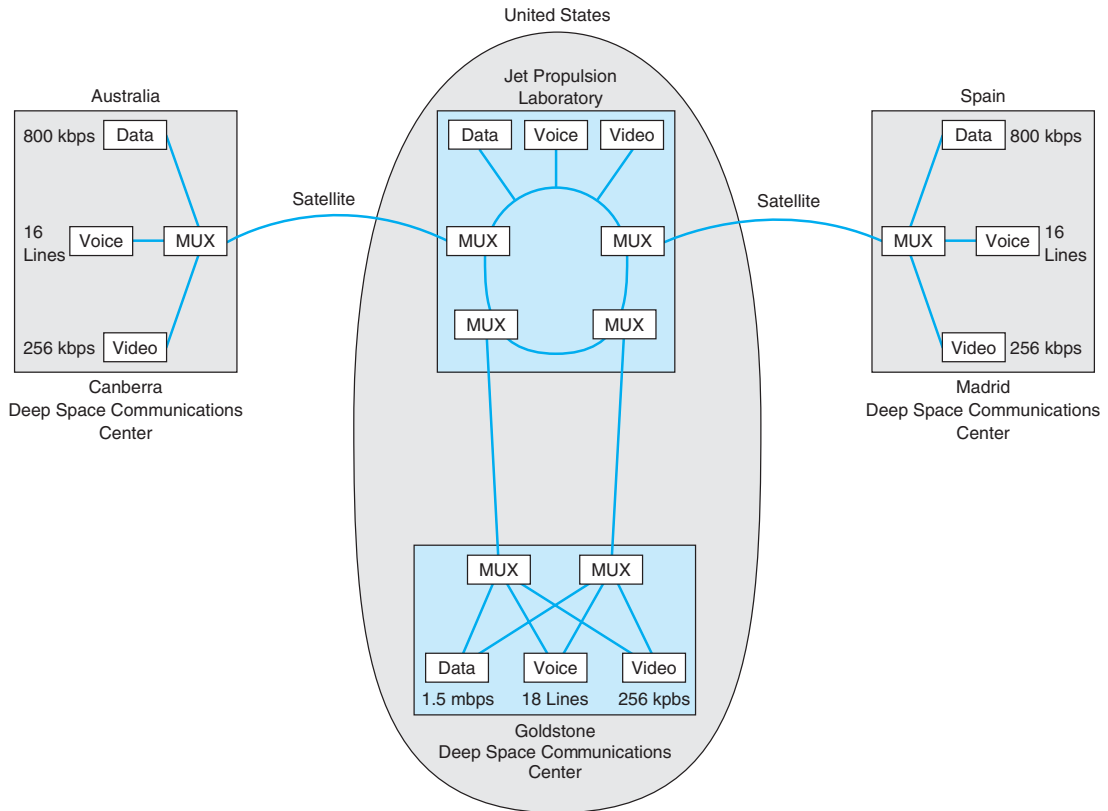 United States
Australia
800 kbps
Data
16
Lines
Voice
MUX
256 kbps
Video
Canberra
Deep Space Communications
Center
Satellite
Jet Propulsion
Laboratory
Data
Voice
Video
MUX
MUX
MUX
MUX
Satellite
Spain
Data
800 kbps
MUX
Voice
16
Lines
Video
256 kbps
Madrid
Deep Space Communications
Center
MUX
MUX
Data
Voice
Video
1.5 mbps
18 Lines
256 kpbs
Goldstone
Deep Space Communications
Center